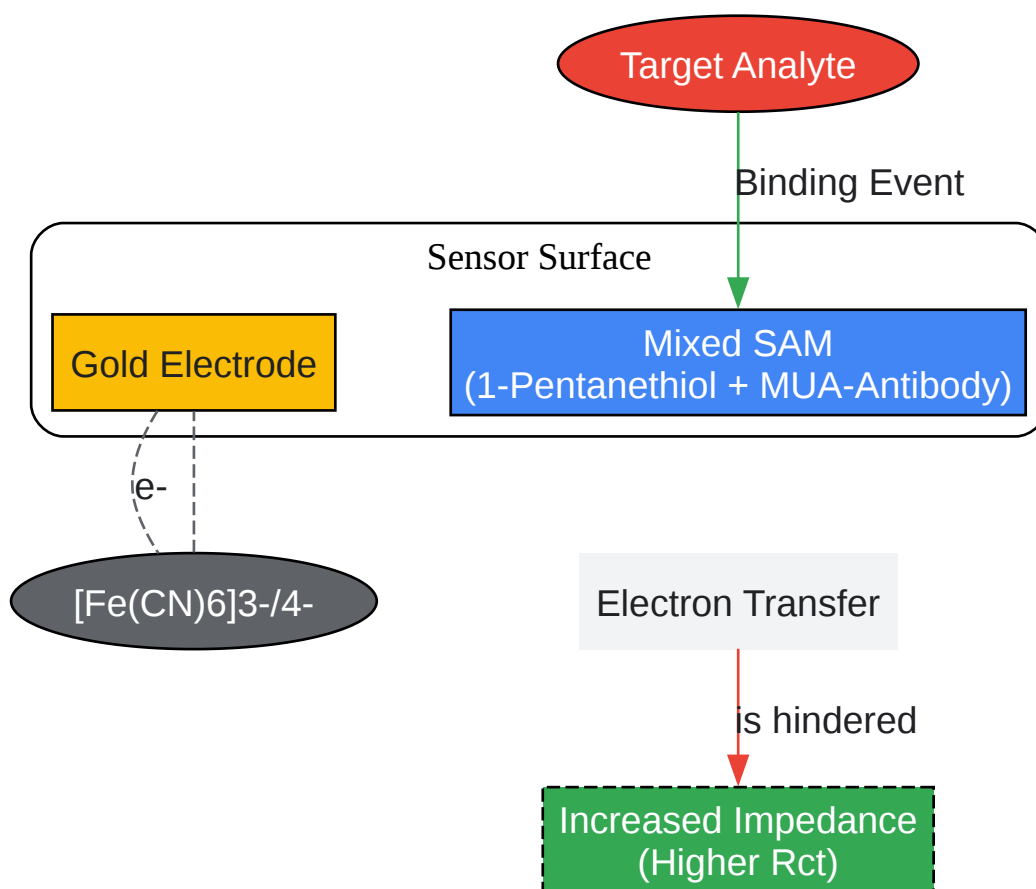 Target Analyte
Binding Event
Sensor Surface
Gold Electrode
Mixed SAM
(1-Pentanethiol + MUA-Antibody)
e-
[Fe(CN)6]3-/4-
Electron Transfer
is hindered
Increased Impedance
(Higher Rct)